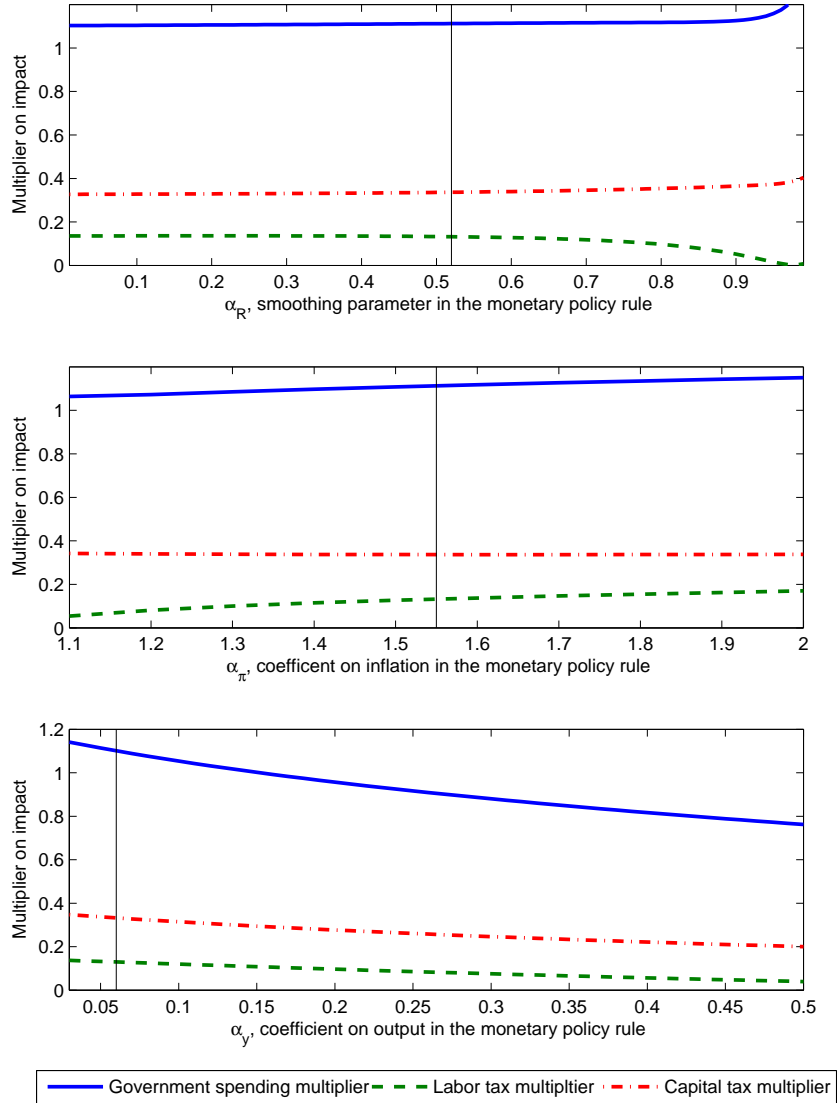 Multiplier on impact
1
0.8
0.6
0.4
0.2
0
0.1 0.2 0.3 0.4 0.5 0.6 0.7 0.8 0.9
α_R, smoothing parameter in the monetary policy rule
Multiplier on impact
1
0.8
0.6
0.4
0.2
0
1.1 1.2 1.3 1.4 1.5 1.6 1.7 1.8 1.9 2
α_π, coefficent on inflation in the monetary policy rule
Multiplier on impact
1.2
1
0.8
0.6
0.4
0.2
0
0.05 0.1 0.15 0.2 0.25 0.3 0.35 0.4 0.45 0.5
α_y, coefficient on output in the monetary policy rule
Government spending multiplier Labor tax multipltier Capital tax multiplier